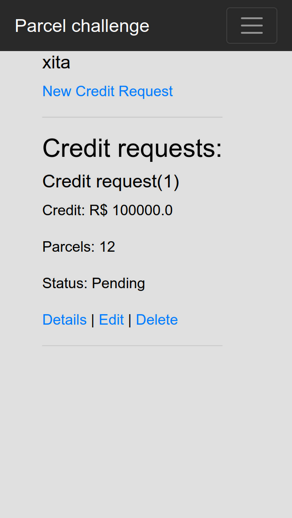 Parcel challenge
xita
New Credit Request
Credit requests:
Credit request(1)
Credit: R$ 100000.0
Parcels: 12
Status: Pending
Details | Edit | Delete